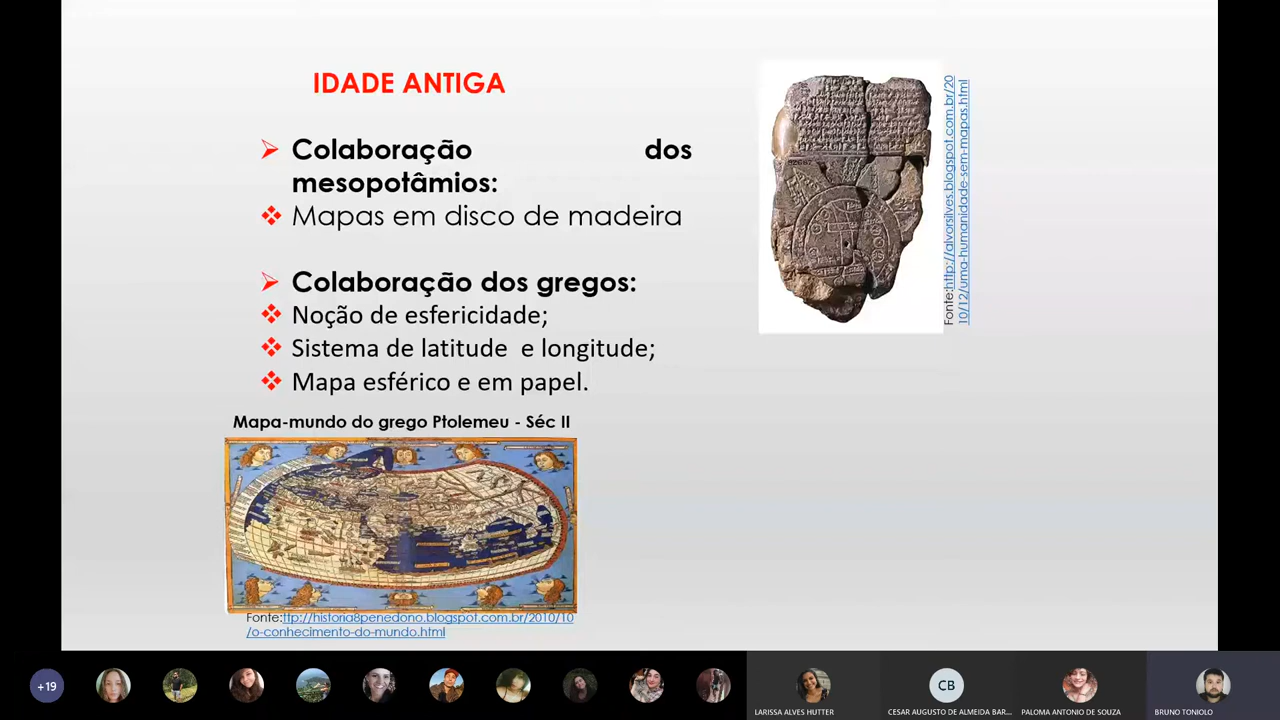 IDADE ANTIGA
Colaboração dos
mesopotâmios:
Mapas em disco de madeira
Colaboração dos gregos:
Noção de esfericidade;
Sistema de latitude e longitude;
Mapa esférico e em papel.
Mapa-mundo do grego Ptolemeu - Séc II
Fonte:ttp://historia8penedono.blogspot.com.br/2010/10
/o-conhecimento-do-mundo.html
Fonte:http://alvorsilves.blogspot.com.br/20
10/12/uma-humanidade-sem-mapas.html
92687
+19
LARISSA ALVES HUTTER
CB
CESAR AUGUSTO DE ALMEIDA BAR...
PALOMA ANTONIO DE SOUZA
BRUNO TONIOLO